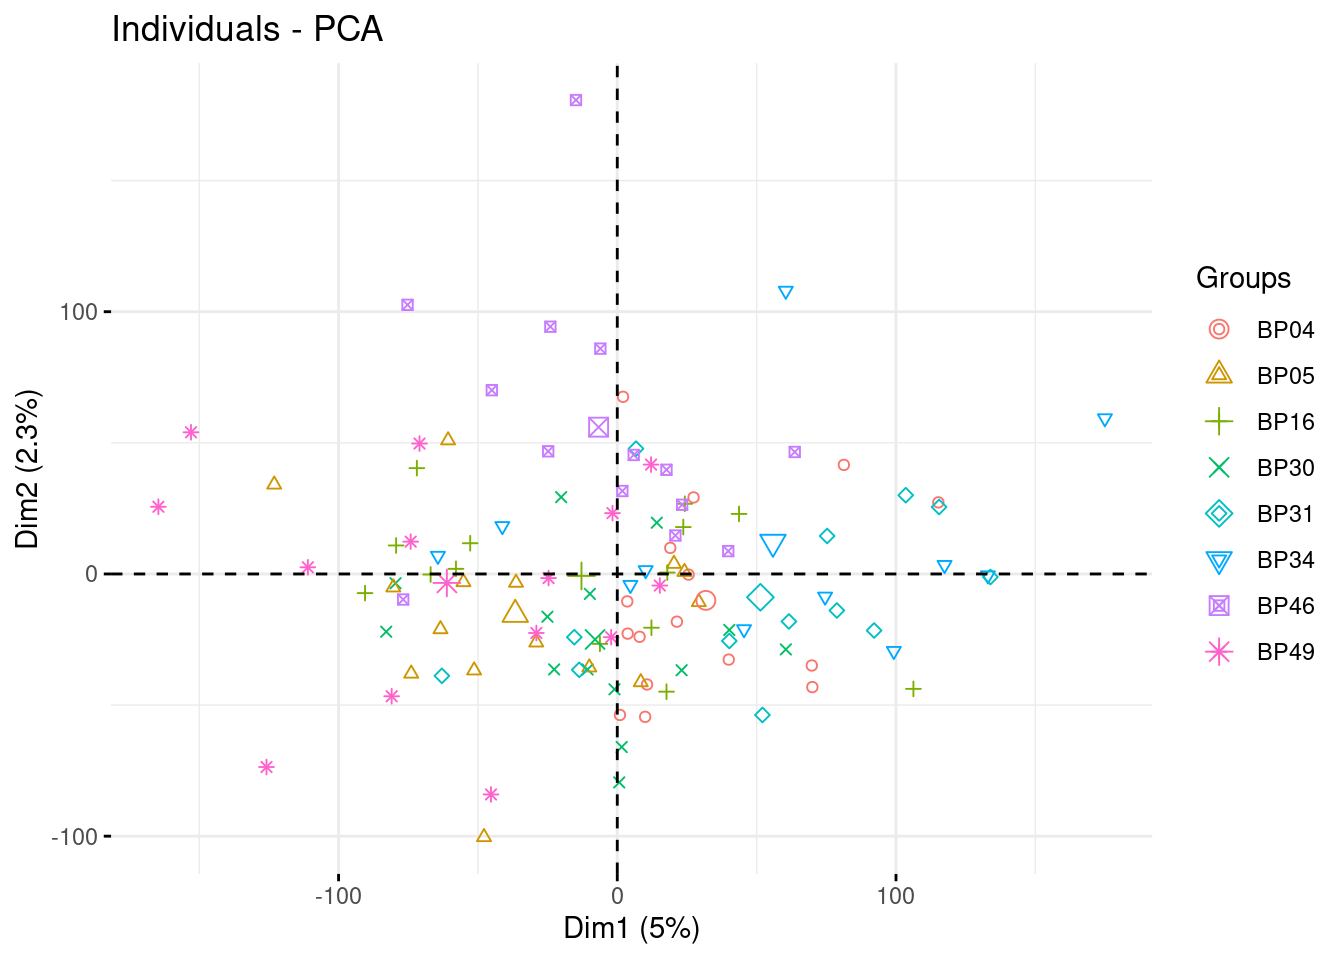 Individuals - PCA
Dim2 (2.3%)
100
0
-100
-100
0
100
Dim1 (5%)
Groups
BP04
BP05
BP16
BP30
BP31
BP34
BP46
BP49